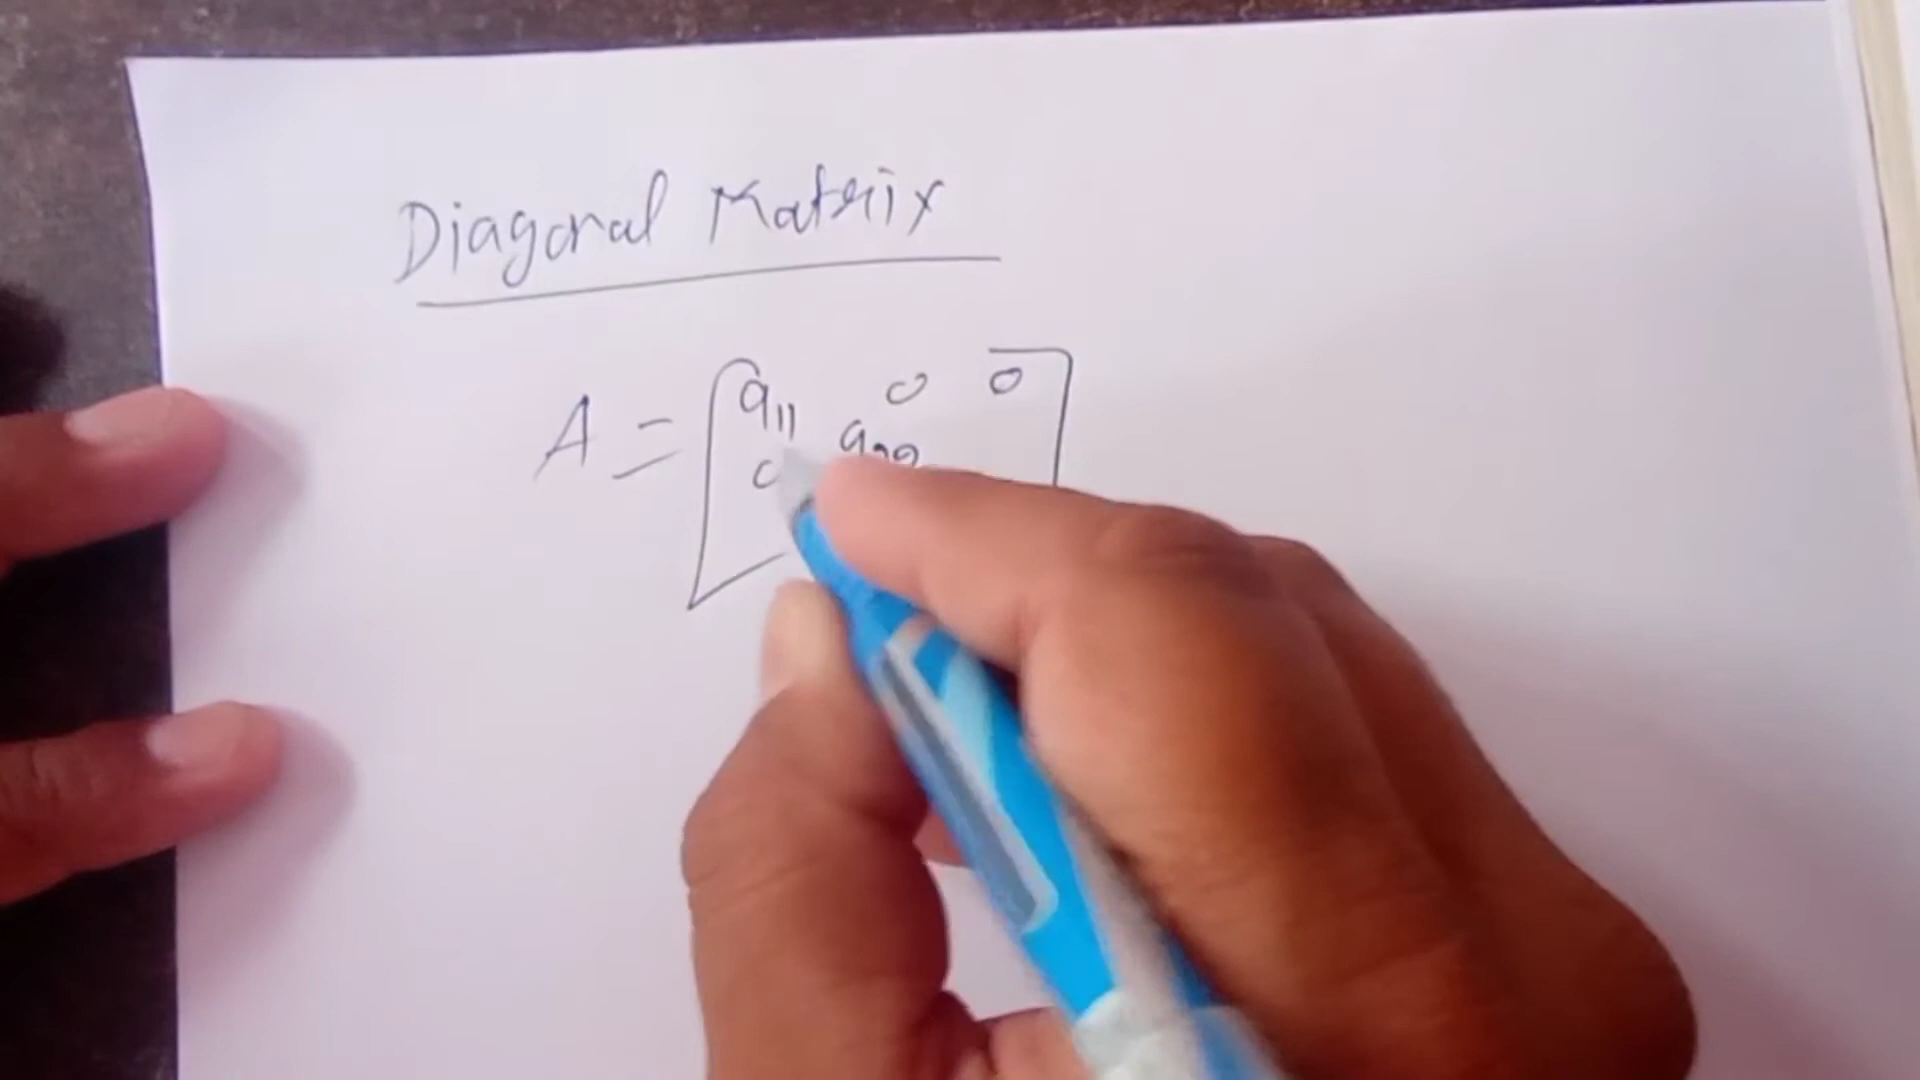 Diagonal Matrix
A = [a11 0 0
0 a22